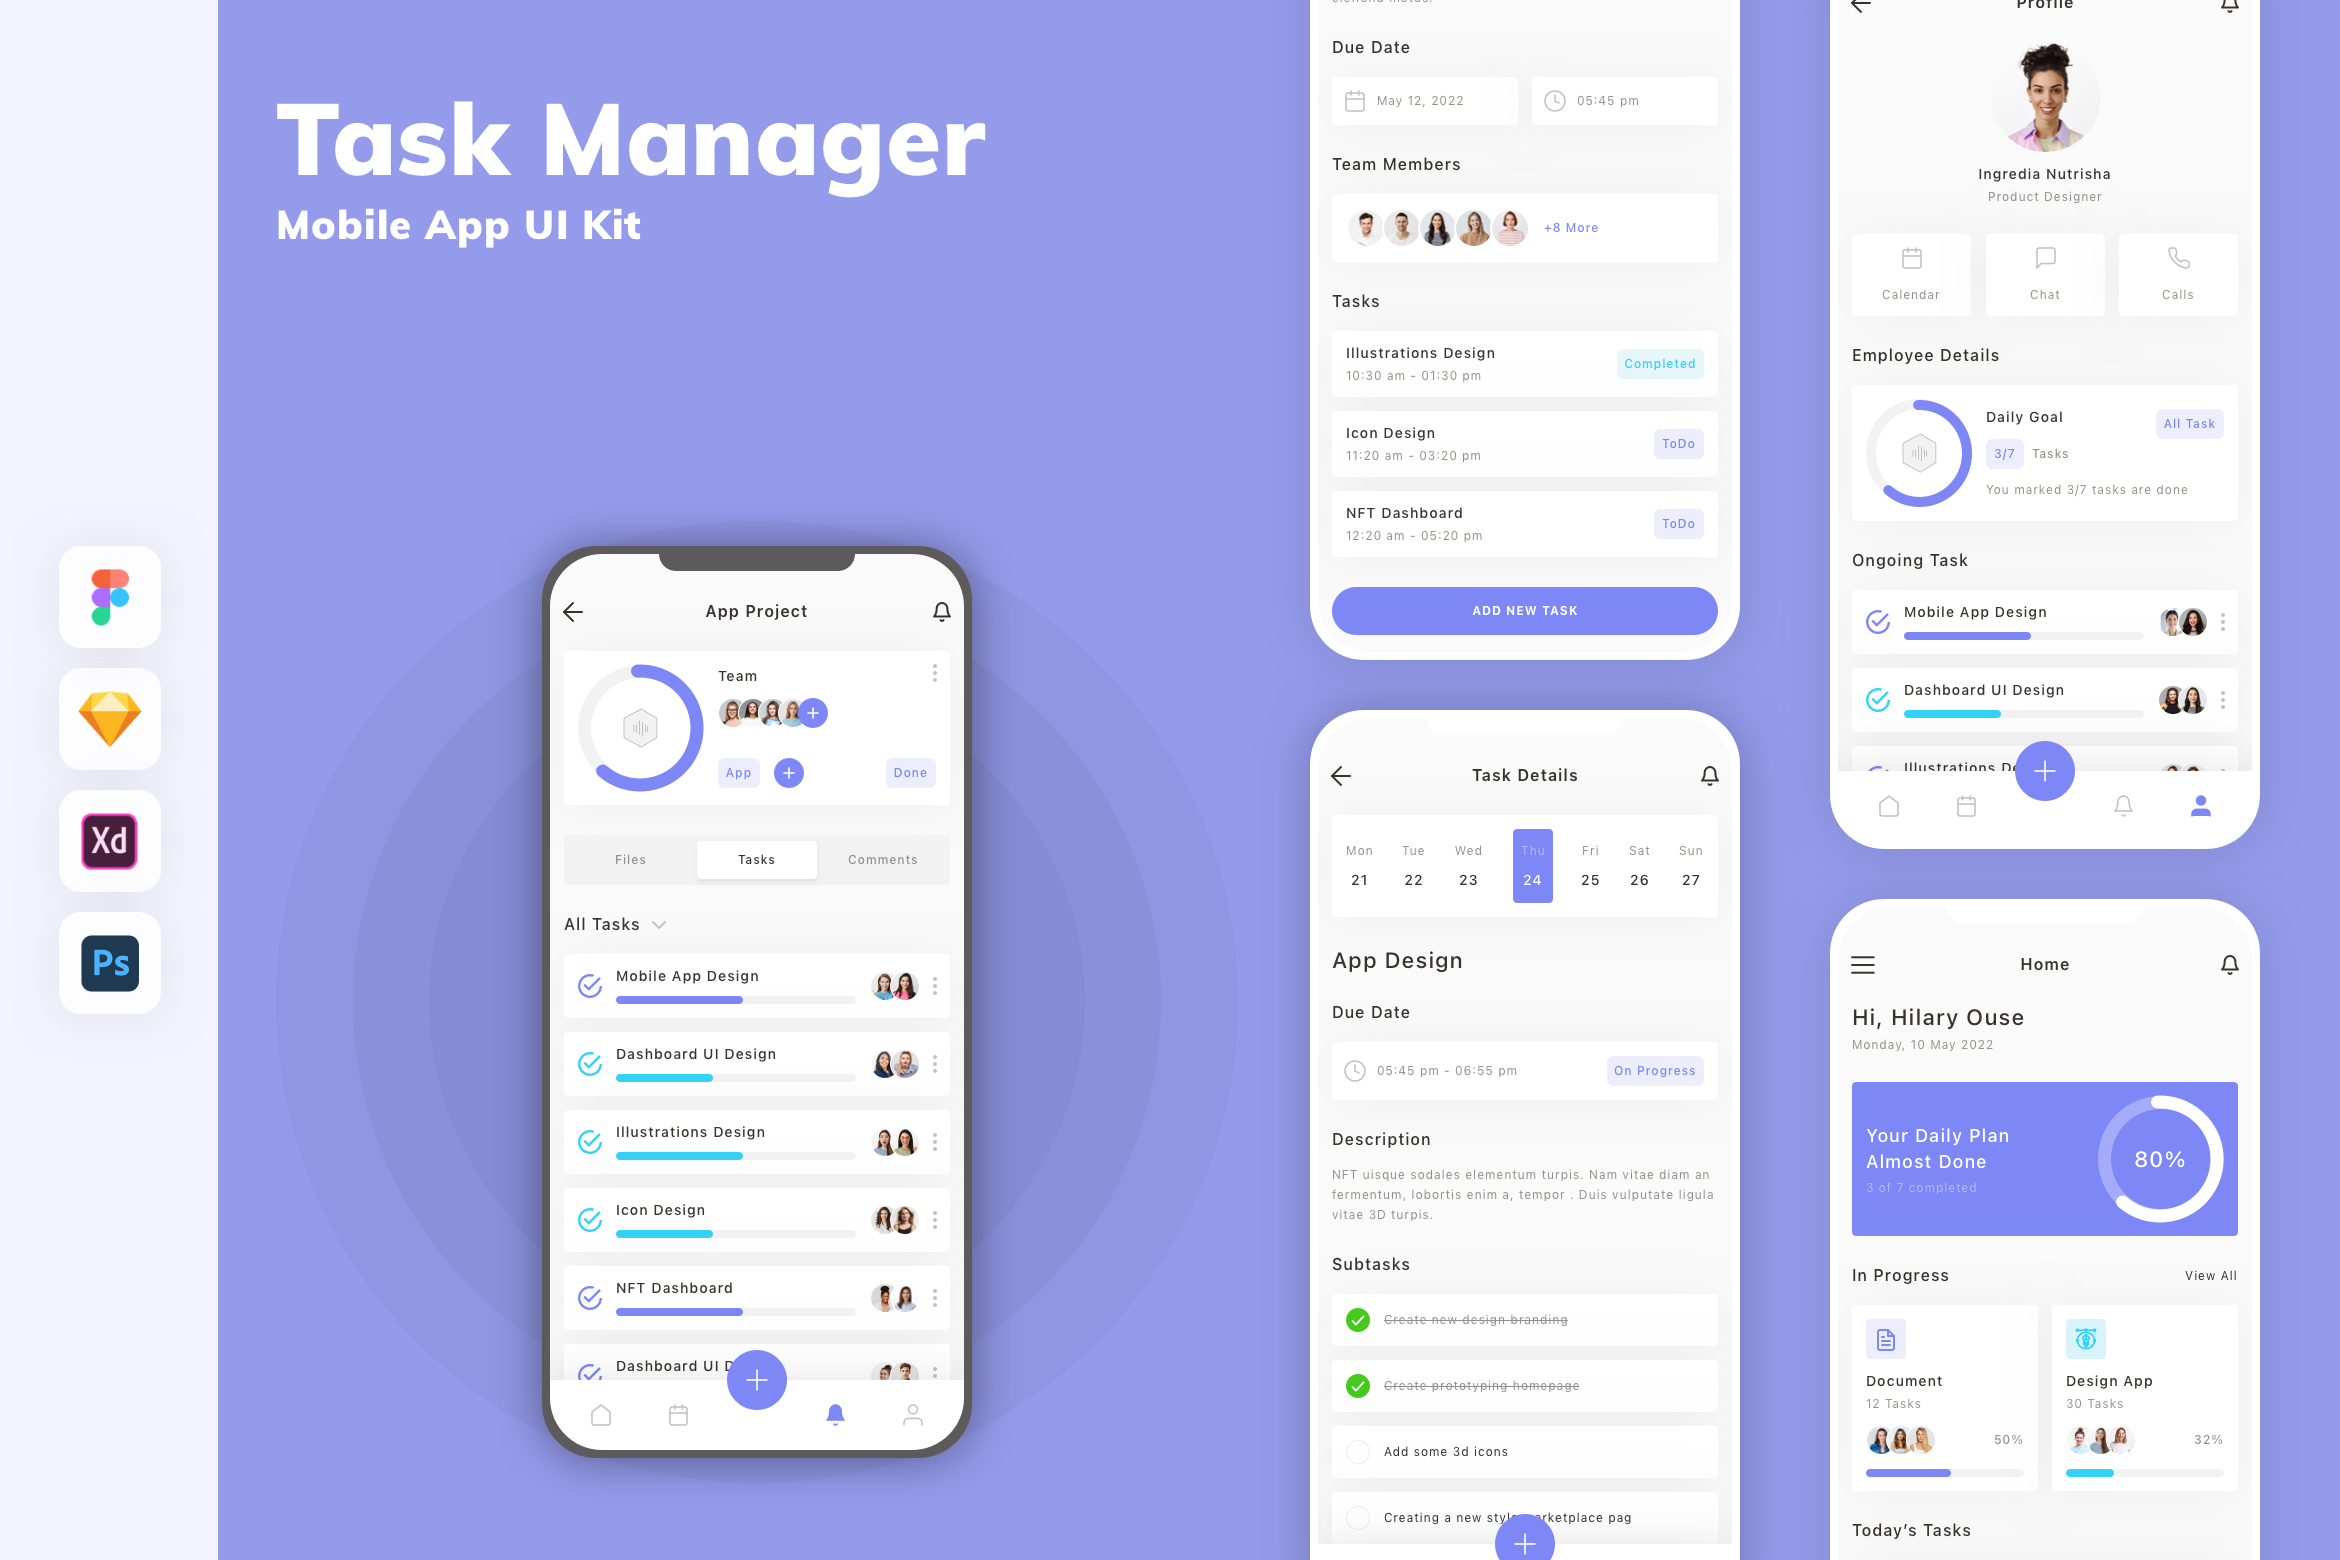 Task Manager
Mobile App UI Kit
Xd
Ps
App Project
Team
App
Done
Files
Tasks
Comments
All Tasks
Mobile App Design
Dashboard UI Design
Illustrations Design
Icon Design
NFT Dashboard
Dashboard UI D
Due Date
May 12, 2022
05:45 pm
Team Members
+8 More
Tasks
Illustrations Design
10:30 am - 01:30 pm
Completed
Icon Design
11:20 am - 03:20 pm
ToDo
NFT Dashboard
12:20 am - 05:20 pm
ToDo
ADD NEW TASK
Task Details
Mon Tue Wed Thu Fri Sat Sun
21 22 23 24 25 26 27
App Design
Due Date
05:45 pm - 06:55 pm
On Progress
Description
NFT uisque sodales elementum turpis. Nam vitae diam an
fermentum, lobortis enim a, tempor . Duis vulputate ligula
vitae 3D turpis.
Subtasks
Create new design branding
Create prototyping homepage
Add some 3d icons
Creating a new style marketplace pag
Profile
Ingredia Nutrisha
Product Designer
Calendar
Chat
Calls
Employee Details
Daily Goal
All Task
3/7 Tasks
You marked 3/7 tasks are done
Ongoing Task
Mobile App Design
Dashboard UI Design
Illustrations De
Home
Hi, Hilary Ouse
Monday, 10 May 2022
Your Daily Plan
Almost Done
3 of 7 completed
80%
In Progress
View All
Document
12 Tasks
50%
Design App
30 Tasks
32%
Today's Tasks